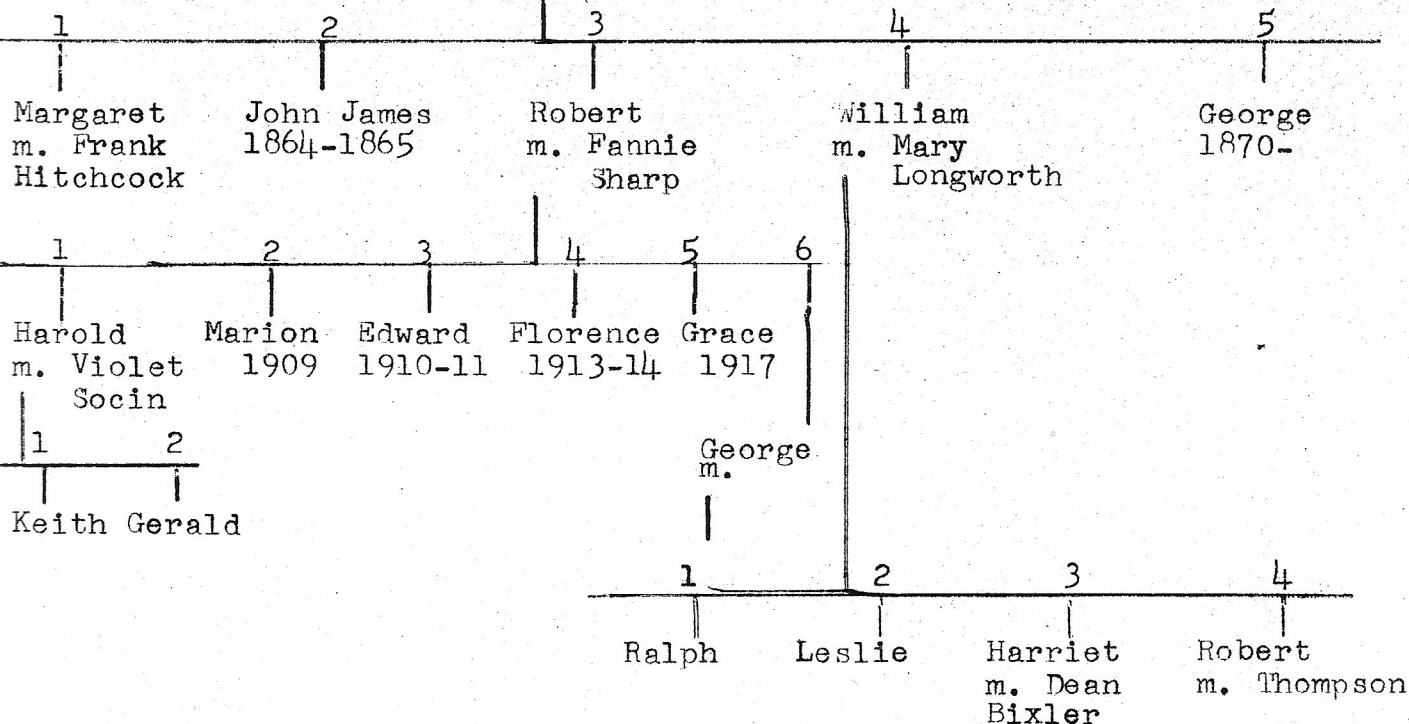 1 2 3 4 5
Margaret John James Robert William George
m. Frank 1864-1865 m. Fannie m. Mary 1870-
Hitchcock Sharp Longworth
1 2 3 4 5 6
Harold Marion Edward Florence Grace
m. Violet 1909 1910-11 1913-14 1917
Socin
1 2
George
m.
Keith Gerald
1 2 3 4
Ralph Leslie Harriet Robert
m. Dean m. Thompson
Bixler